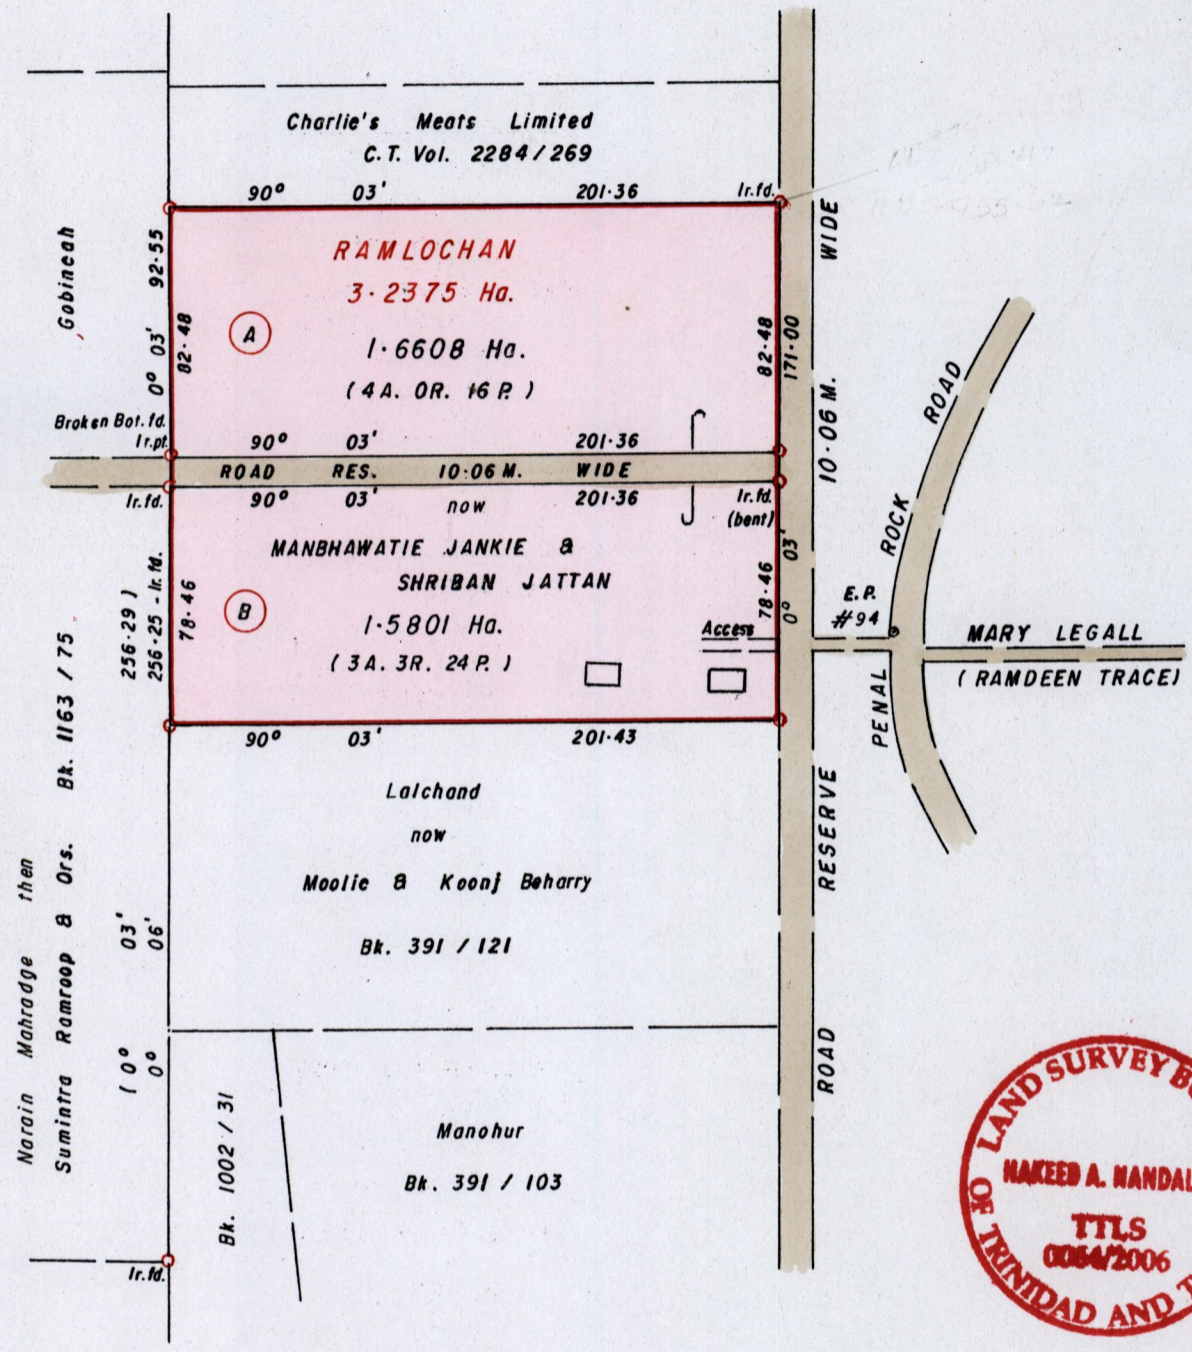 Charlie's Meats Limited
C.T. Vol. 2284/269
90° 03' 201·36 Ir.fd.
RAMLOCHAN
3·2375 Ha.
A
1·6608 Ha.
(4A. 0R. 16P.)
Gobineah
0° 03' 92·55
82·48
82·48
171·00
Broken Bot. fd.
Ir.pt.
90° 03' 201·36
ROAD RES. 10·06 M. WIDE
Ir.fd.
90° 03' 201·36
Ir.fd.
(bent)
now
MANBHAWATIE JANKIE &
SHRIBAN JATTAN
B
1·5801 Ha.
(3A. 3R. 24P.)
78·46
78·46
0° 03'
256·29)
256·25 - Ir.fd.
(0° 03'
0° 06'
Access
90° 03' 201·43
ROAD RESERVE 10·06 M. WIDE
E.P.
#94
PENAL ROCK ROAD
MARY LEGALL
(RAMDEEN TRACE)
Lalchand
now
Moolie & Koonj Beharry
Bk. 391 / 121
Narain Mahradge then
Sumintra Ramroop & Ors. Bk. 1163 / 75
Bk. 1002 / 31
Manohur
Bk. 391 / 103
Ir.fd.
LAND SURVEY
OF TRINIDAD AND
NAKEED A. NANDAL
TTLS
0064/2006